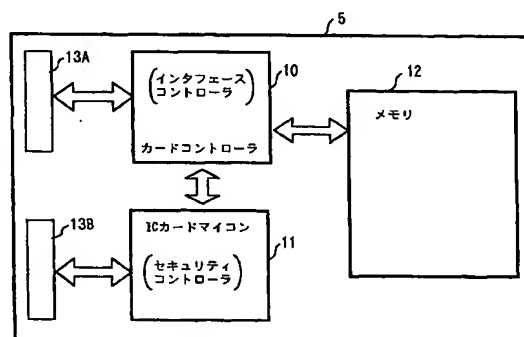 5
13A
(インタフェース
コントローラ)
カードコントローラ
10
12
メモリ
13B
ICカードマイコン
(セキュリティ
コントローラ)
11